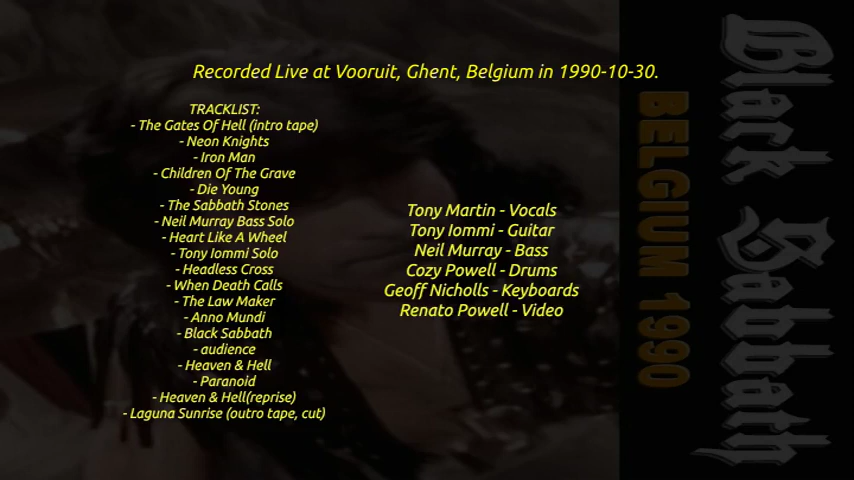 Recorded Live at Vooruit, Ghent, Belgium in 1990-10-30.
TRACKLIST:
- The Gates Of Hell (intro tape)
- Neon Knights
- Iron Man
- Children Of The Grave
- Die Young
- The Sabbath Stones
- Neil Murray Bass Solo
- Heart Like A Wheel
- Tony Iommi Solo
- Headless Cross
- When Death Calls
- The Law Maker
- Anno Mundi
- Black Sabbath
- audience
- Heaven & Hell
- Paranoid
- Heaven & Hell(reprise)
- Laguna Sunrise (outro tape, cut)
Tony Martin - Vocals
Tony Iommi - Guitar
Neil Murray - Bass
Cozy Powell - Drums
Geoff Nicholls - Keyboards
Renato Powell - Video
BELGIUM 1990
Black Sabbath